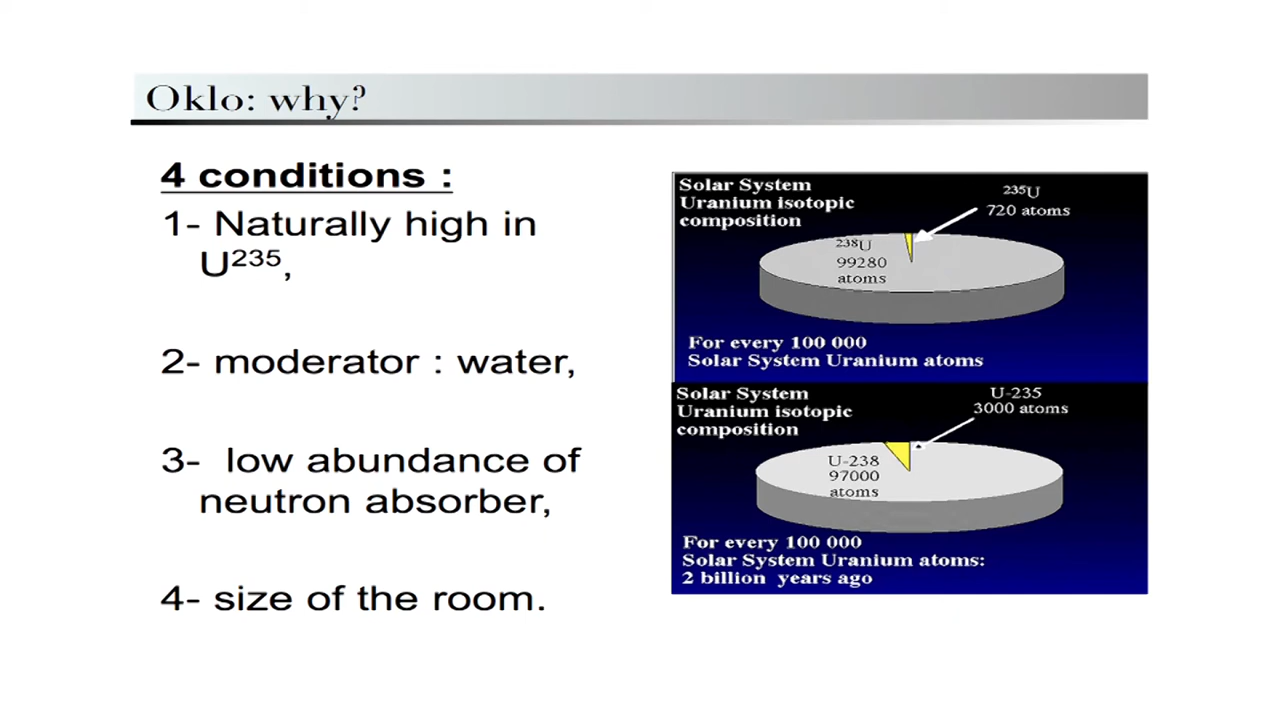 Oklo: why?
4 conditions :
1- Naturally high in
U²³⁵,
2- moderator : water,
3- low abundance of
neutron absorber,
4- size of the room.
Solar System
Uranium isotopic
composition
²³⁵U
720 atoms
²³⁸U
99280
atoms
For every 100 000
Solar System Uranium atoms
Solar System
Uranium isotopic
composition
U-235
3000 atoms
U-238
97000
atoms
For every 100 000
Solar System Uranium atoms:
2 billion years ago